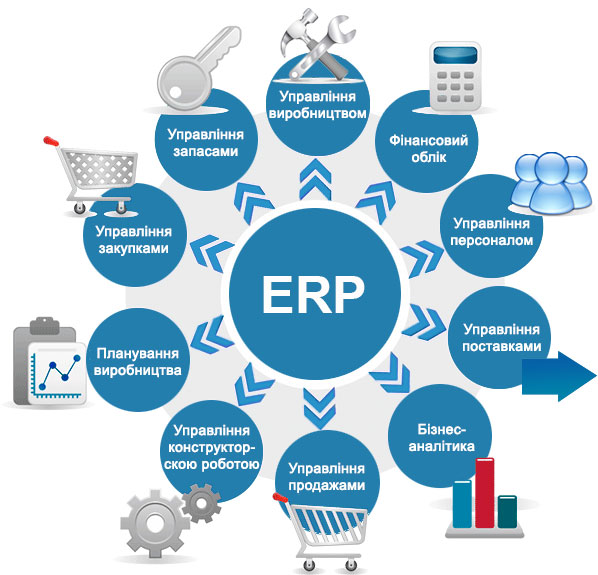 Управління
виробництвом
Фінансовий
облік
Управління
персоналом
Управління
поставками
Бізнес-
аналітика
Управління
продажами
Управління
конструктор-
скою роботою
Планування
виробництва
Управління
закупками
Управління
запасами
ERP